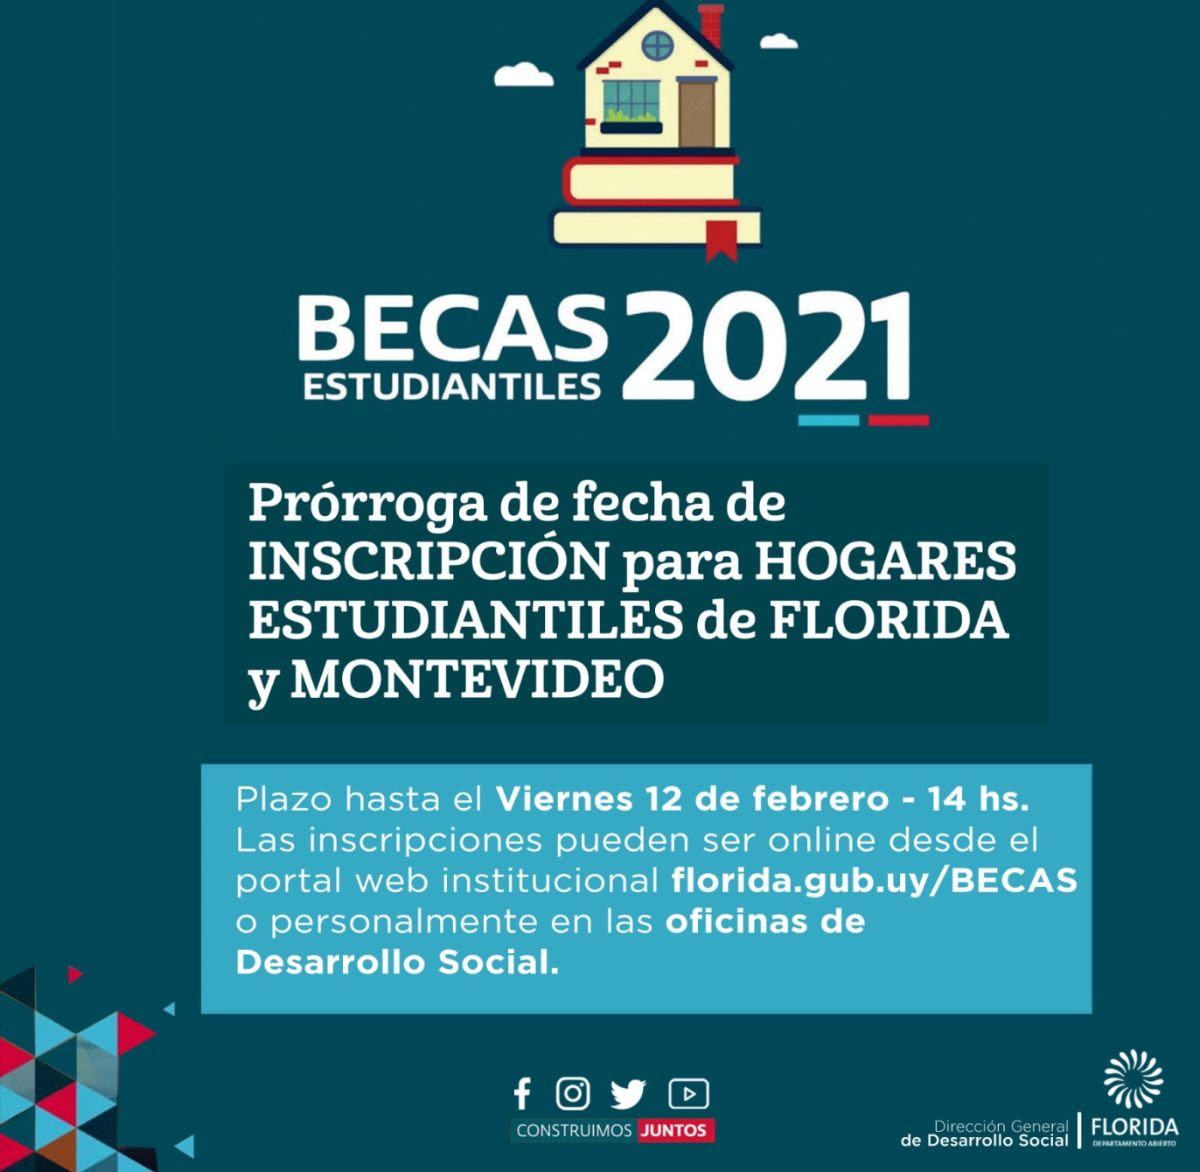 BECAS
ESTUDIANTILES
2021
Prórroga de fecha de
INSCRIPCIÓN para HOGARES
ESTUDIANTILES de FLORIDA
y MONTEVIDEO
Plazo hasta el Viernes 12 de febrero - 14 hs.
Las inscripciones pueden ser online desde el
portal web institucional florida.gub.uy/BECAS
o personalmente en las oficinas de
Desarrollo Social.
CONSTRUIMOS JUNTOS
Dirección General
de Desarrollo Social
FLORIDA
DEPARTAMENTO ABIERTO